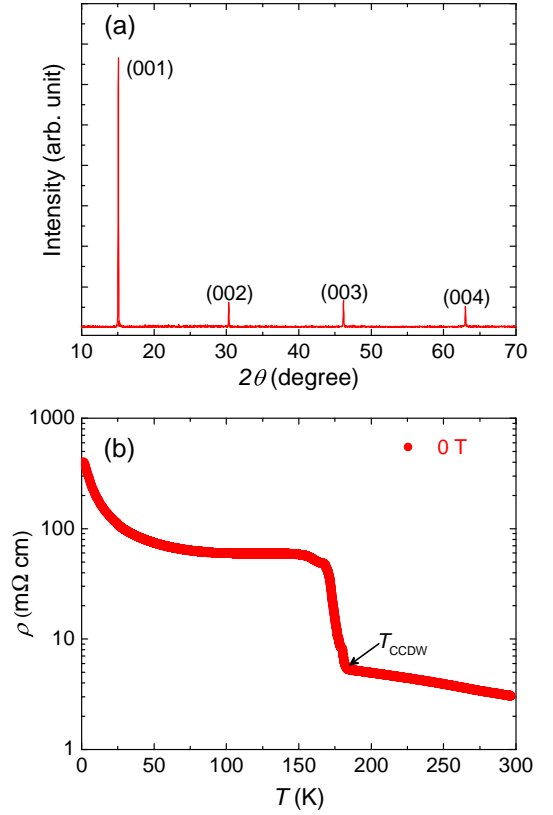 (a)
Intensity (arb. unit)
(001)
(002)
(003)
(004)
10 20 30 40 50 60 70
2θ (degree)
(b)
0 T
ρ (mΩ cm)
1000
100
10
1
T_CCDW
0 50 100 150 200 250 300
T (K)